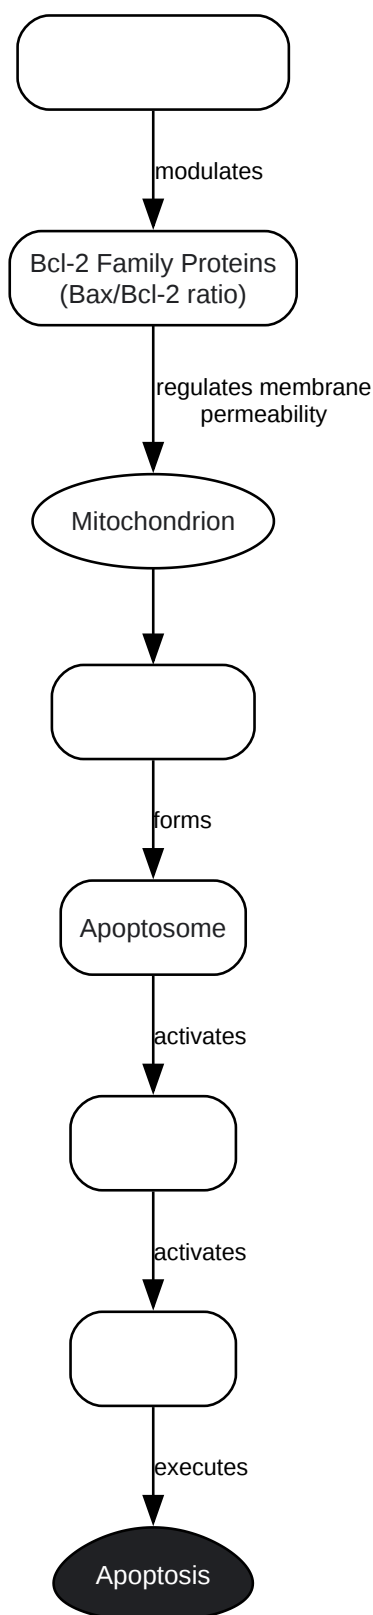 modulates
Bcl-2 Family Proteins
(Bax/Bcl-2 ratio)
regulates membrane
permeability
Mitochondrion
forms
Apoptosome
activates
activates
executes
Apoptosis